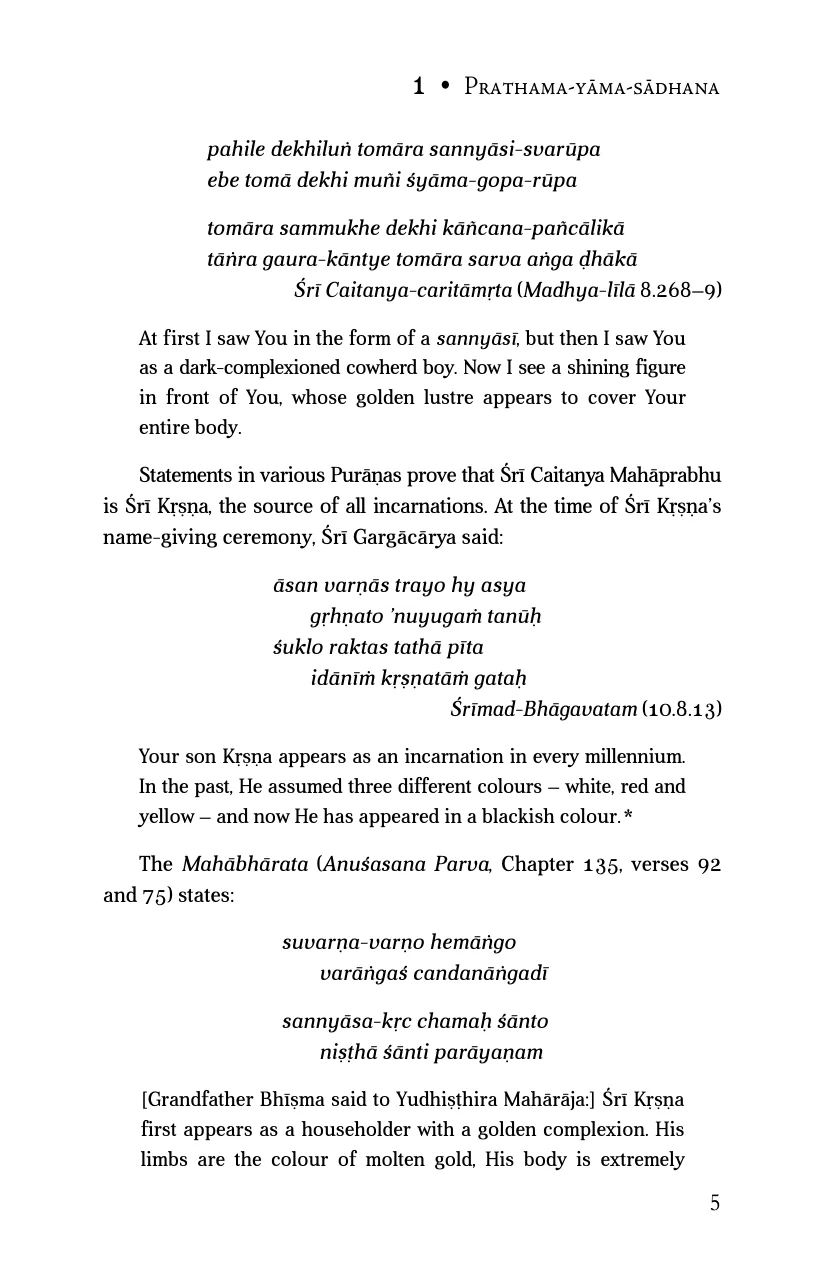 1 • Prathama-yāma-sādhana
pahile dekhiluṅ tomāra sannyāsi-svarūpa
ebe tomā dekhi muñi śyāma-gopa-rūpa
tomāra sammukhe dekhi kāñcana-pañcālikā
tāṅra gaura-kāntye tomāra sarva aṅga ḍhākā
Śrī Caitanya-caritāmṛta (Madhya-līlā 8.268–9)
At first I saw You in the form of a sannyāsī, but then I saw You
as a dark-complexioned cowherd boy. Now I see a shining figure
in front of You, whose golden lustre appears to cover Your
entire body.
Statements in various Purāṇas prove that Śrī Caitanya Mahāprabhu
is Śrī Kṛṣṇa, the source of all incarnations. At the time of Śrī Kṛṣṇa’s
name-giving ceremony, Śrī Gargācārya said:
āsan varṇās trayo hy asya
gṛhṇato ’nuyugaṁ tanūḥ
śuklo raktas tathā pīta
idānīṁ kṛṣṇatāṁ gataḥ
Śrīmad-Bhāgavatam (10.8.13)
Your son Kṛṣṇa appears as an incarnation in every millennium.
In the past, He assumed three different colours – white, red and
yellow – and now He has appeared in a blackish colour.*
The Mahābhārata (Anuśasana Parva, Chapter 135, verses 92
and 75) states:
suvarṇa-varṇo hemāṅgo
varāṅgaś candanāṅgadī
sannyāsa-kṛc chamaḥ śānto
niṣṭhā śānti parāyaṇam
[Grandfather Bhīṣma said to Yudhiṣṭhira Mahārāja:] Śrī Kṛṣṇa
first appears as a householder with a golden complexion. His
limbs are the colour of molten gold, His body is extremely
5